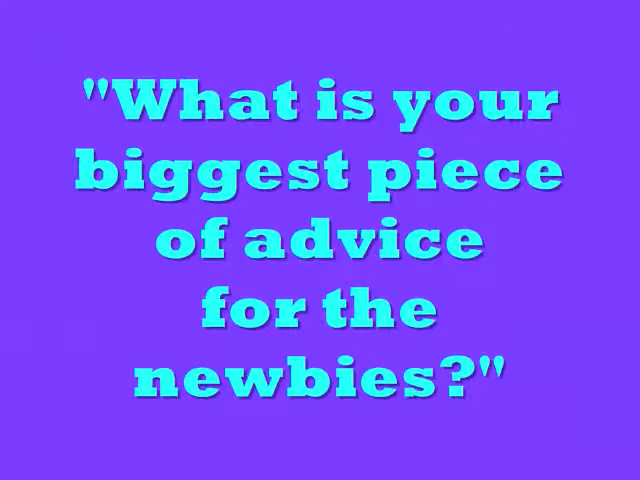 "What is your
biggest piece
of advice
for the
newbies?"